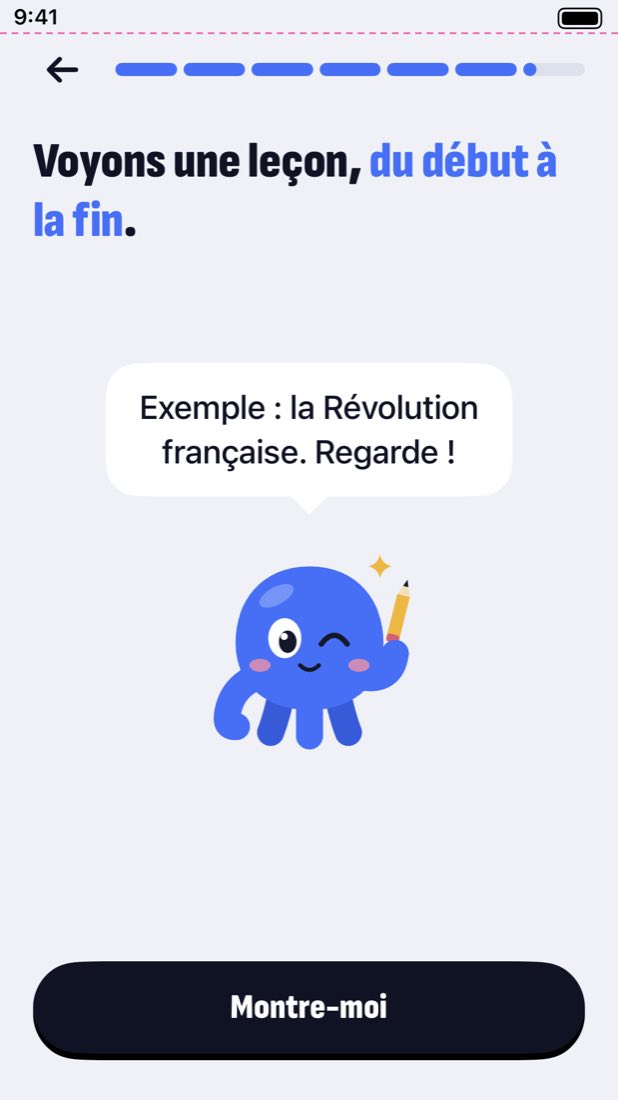 9:41
Voyons une leçon, du début à
la fin.
Exemple : la Révolution
française. Regarde !
Montre-moi